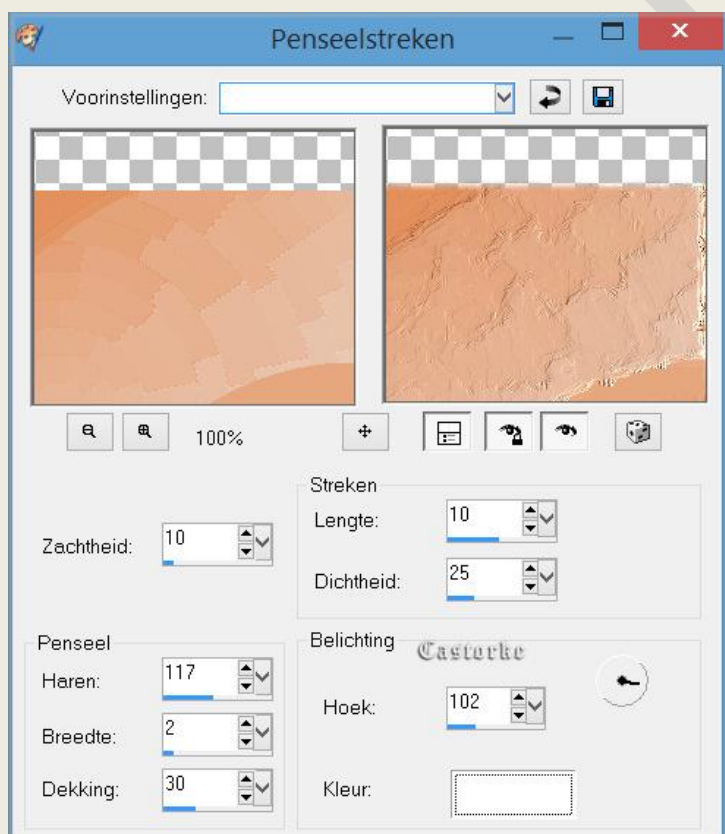 Penseelstreken
Voorinstellingen:
100%
Streken
Lengte: 10
Zachtheid: 10
Dichtheid: 25
Penseel
Haren: 117
Breedte: 2
Dekking: 30
Belichting
Castorke
Hoek: 102
Kleur: